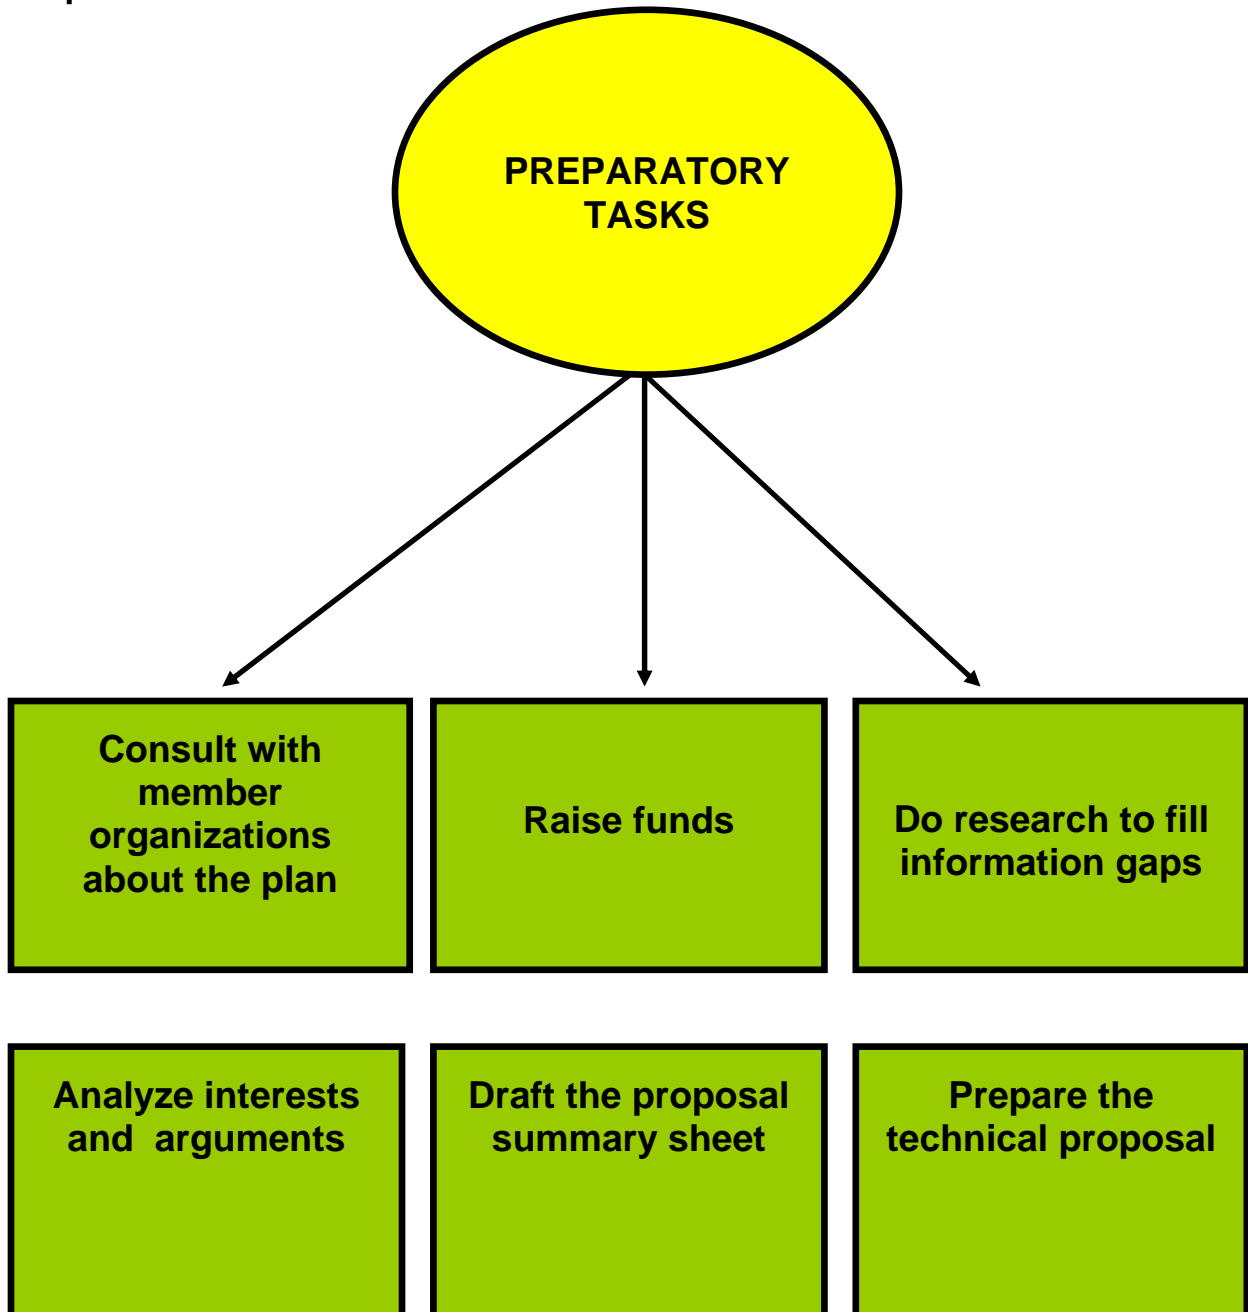 PREPARATORY
TASKS
Consult with
member
organizations
about the plan
Raise funds
Do research to fill
information gaps
Analyze interests
and  arguments
Draft the proposal
summary sheet
Prepare the
technical proposal